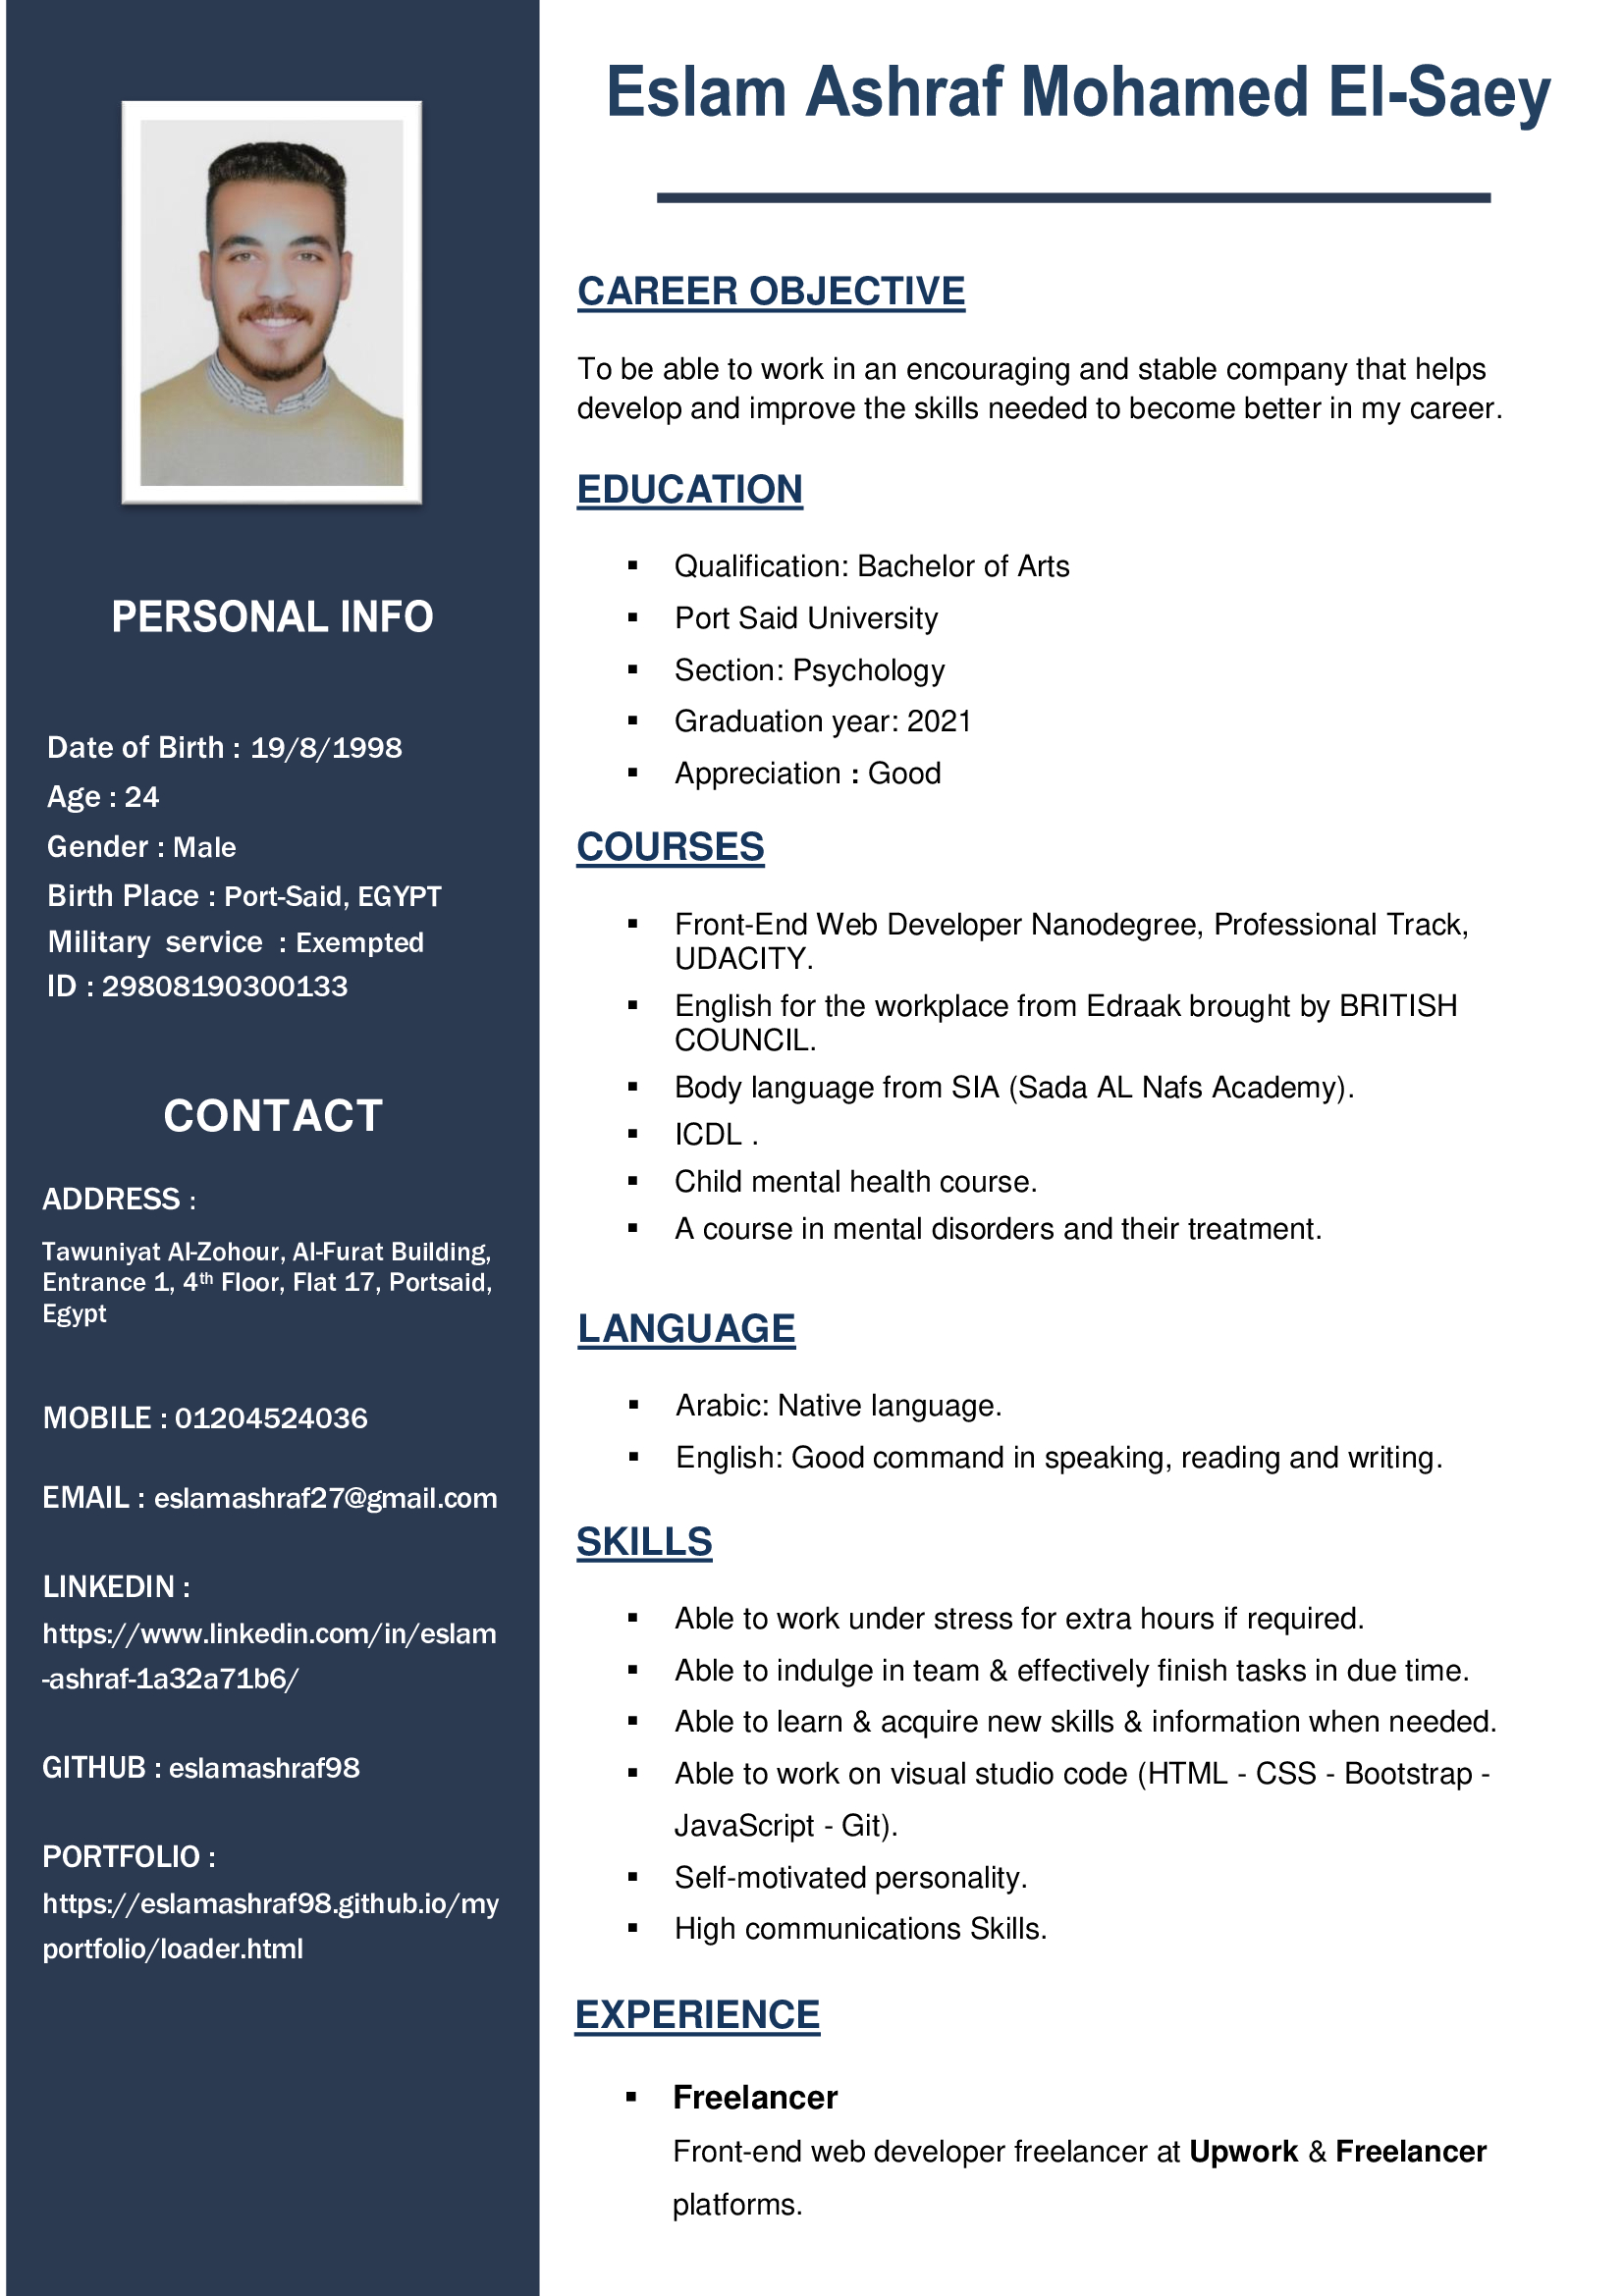 Eslam Ashraf Mohamed El-Saey
PERSONAL INFO
Date of Birth : 19/8/1998
Age : 24
Gender : Male
Birth Place : Port-Said, EGYPT
Military service : Exempted
ID : 29808190300133
CONTACT
ADDRESS :
Tawuniyat Al-Zohour, Al-Furat Building,
Entrance 1, 4th Floor, Flat 17, Portsaid,
Egypt
MOBILE : 01204524036
EMAIL : eslamashraf27@gmail.com
LINKEDIN :
https://www.linkedin.com/in/eslam
-ashraf-1a32a71b6/
GITHUB : eslamashraf98
PORTFOLIO :
https://eslamashraf98.github.io/my
portfolio/loader.html
CAREER OBJECTIVE
To be able to work in an encouraging and stable company that helps
develop and improve the skills needed to become better in my career.
EDUCATION
▪ Qualification: Bachelor of Arts
▪ Port Said University
▪ Section: Psychology
▪ Graduation year: 2021
▪ Appreciation : Good
COURSES
▪ Front-End Web Developer Nanodegree, Professional Track,
UDACITY.
▪ English for the workplace from Edraak brought by BRITISH
COUNCIL.
▪ Body language from SIA (Sada AL Nafs Academy).
▪ ICDL .
▪ Child mental health course.
▪ A course in mental disorders and their treatment.
LANGUAGE
▪ Arabic: Native language.
▪ English: Good command in speaking, reading and writing.
SKILLS
▪ Able to work under stress for extra hours if required.
▪ Able to indulge in team & effectively finish tasks in due time.
▪ Able to learn & acquire new skills & information when needed.
▪ Able to work on visual studio code (HTML - CSS - Bootstrap -
JavaScript - Git).
▪ Self-motivated personality.
▪ High communications Skills.
EXPERIENCE
▪ Freelancer
Front-end web developer freelancer at Upwork & Freelancer
platforms.